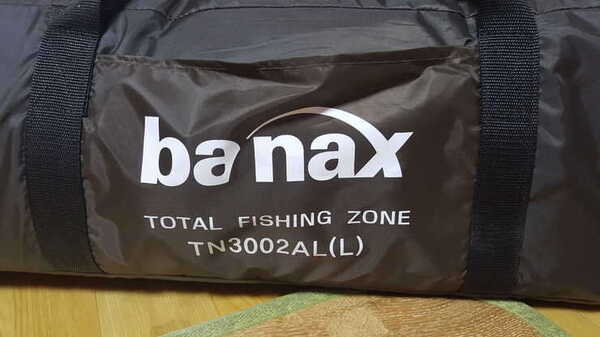 banax
TOTAL FISHING ZONE
TN3002AL(L)